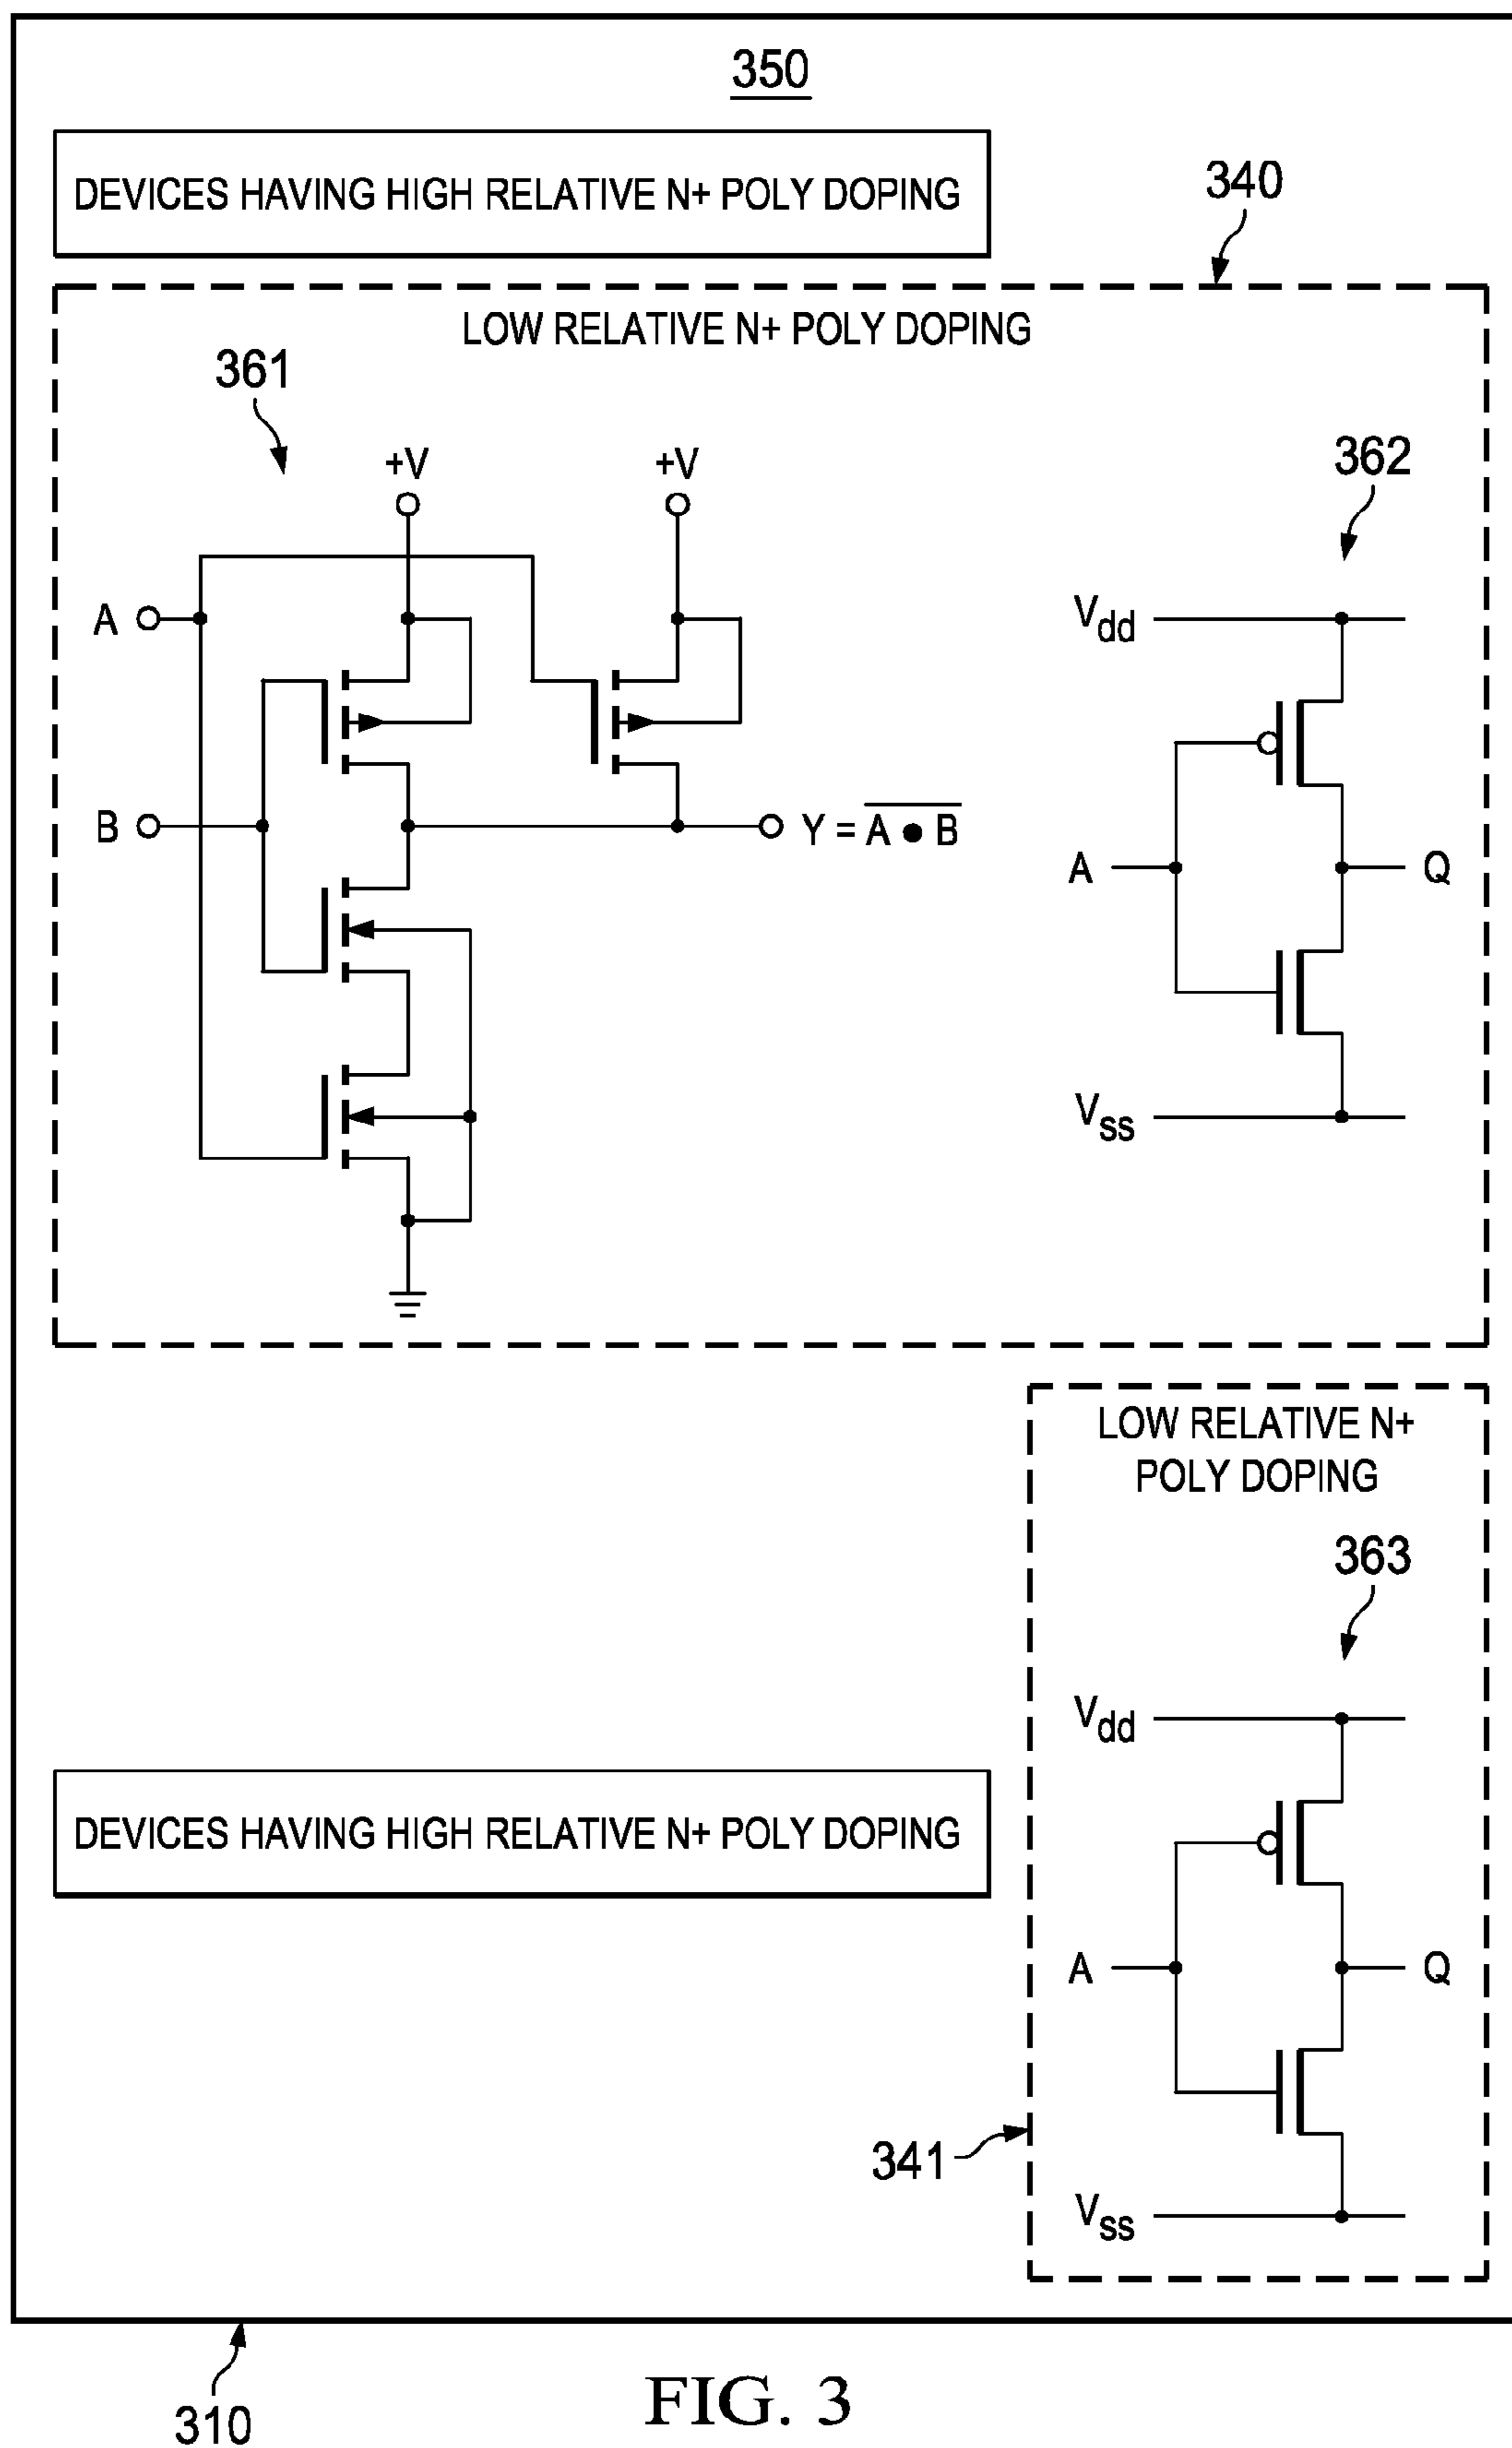 350
DEVICES HAVING HIGH RELATIVE N+ POLY DOPING
340
LOW RELATIVE N+ POLY DOPING
361
+V
+V
362
A
Vdd
B
Y = A ● B
A
Q
Vss
LOW RELATIVE N+
POLY DOPING
363
Vdd
DEVICES HAVING HIGH RELATIVE N+ POLY DOPING
A
Q
341
Vss
310
FIG. 3